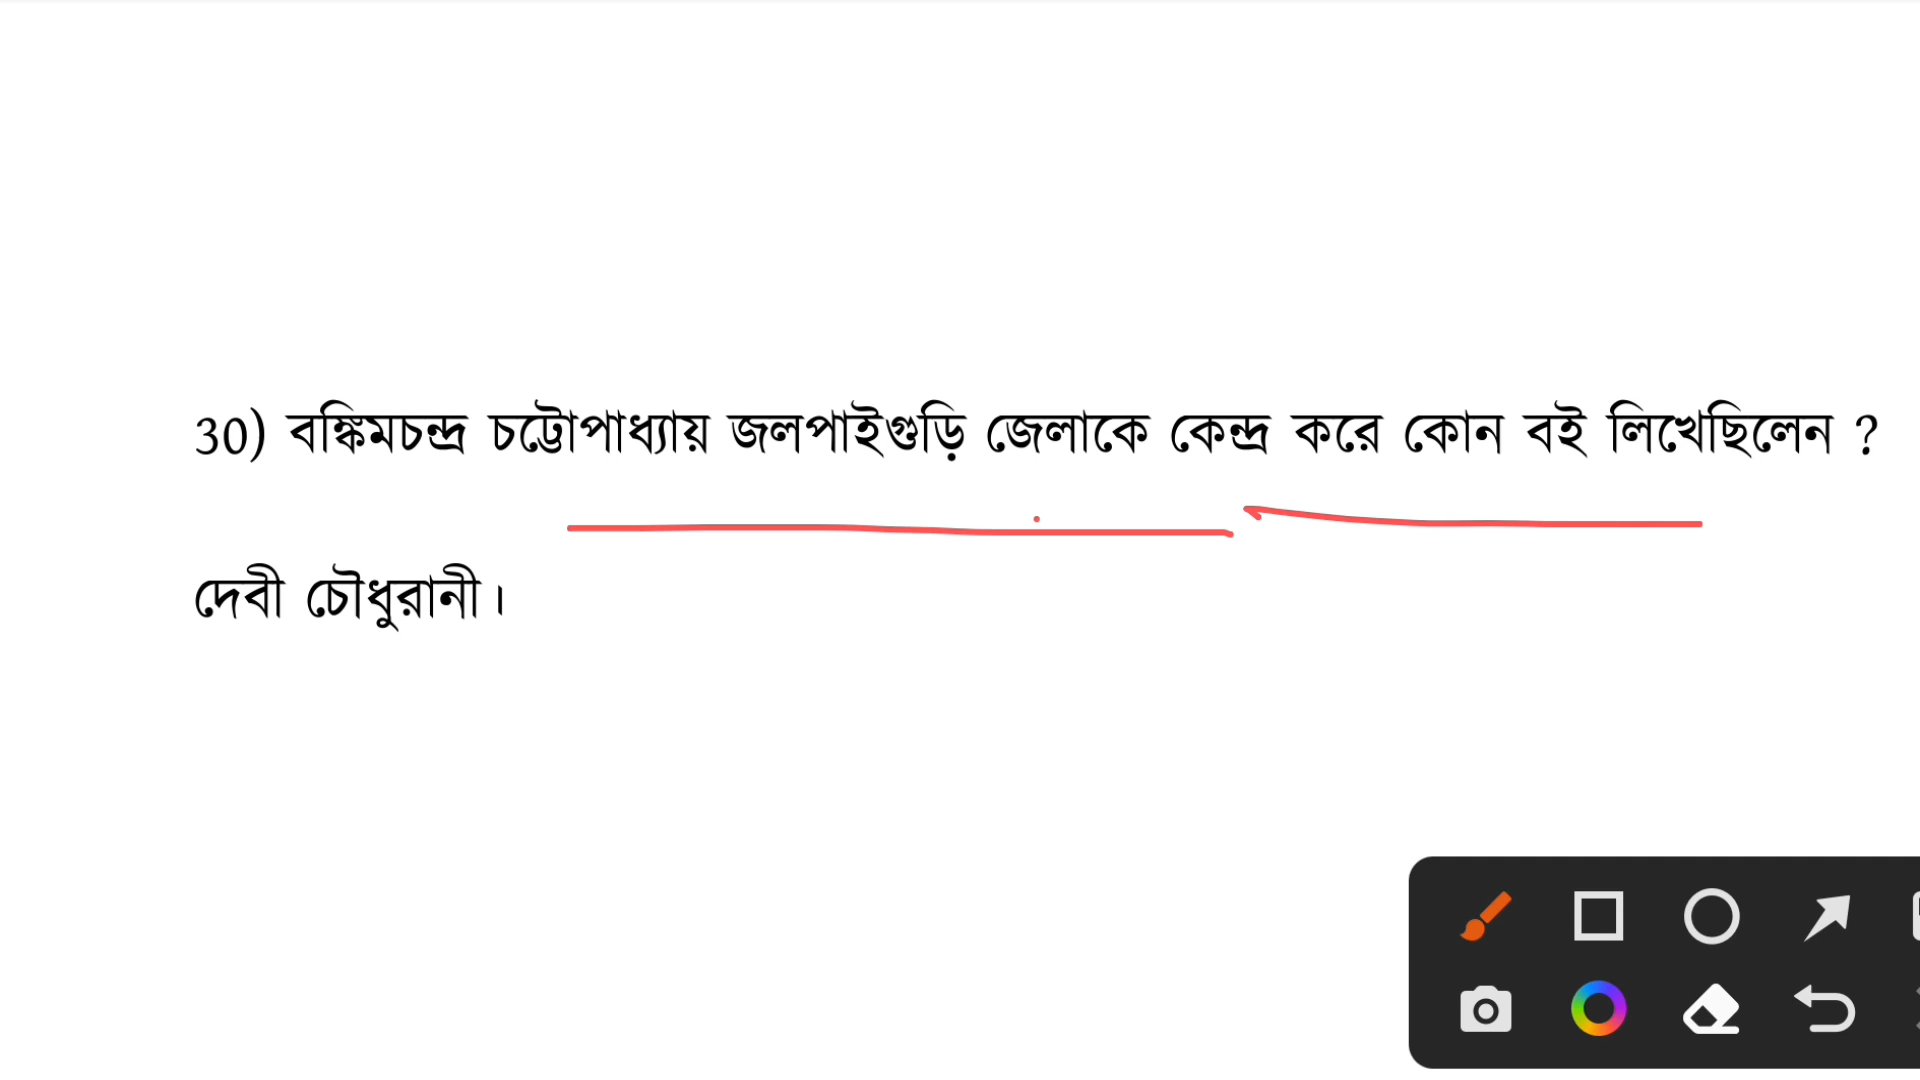 30) বঙ্কিমচন্দ্র চট্টোপাধ্যায় জলপাইগুড়ি জেলাকে কেন্দ্র করে কোন বই লিখেছিলেন ?
দেবী চৌধুরানী।